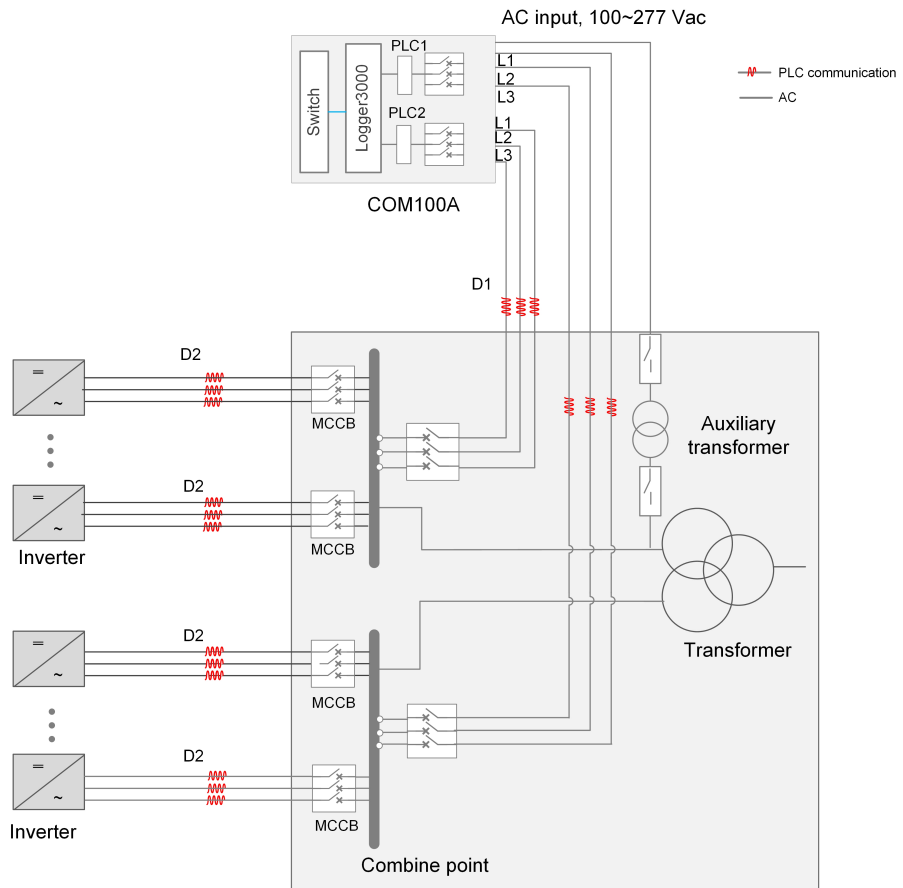 AC input, 100~277 Vac
PLC1
L1
L2
L3
Switch
Logger3000
PLC2
L1
L2
L3
COM100A
PLC communication
AC
D1
D2
MCCB
Auxiliary
transformer
D2
MCCB
Inverter
D2
MCCB
Transformer
D2
MCCB
Inverter
Combine point